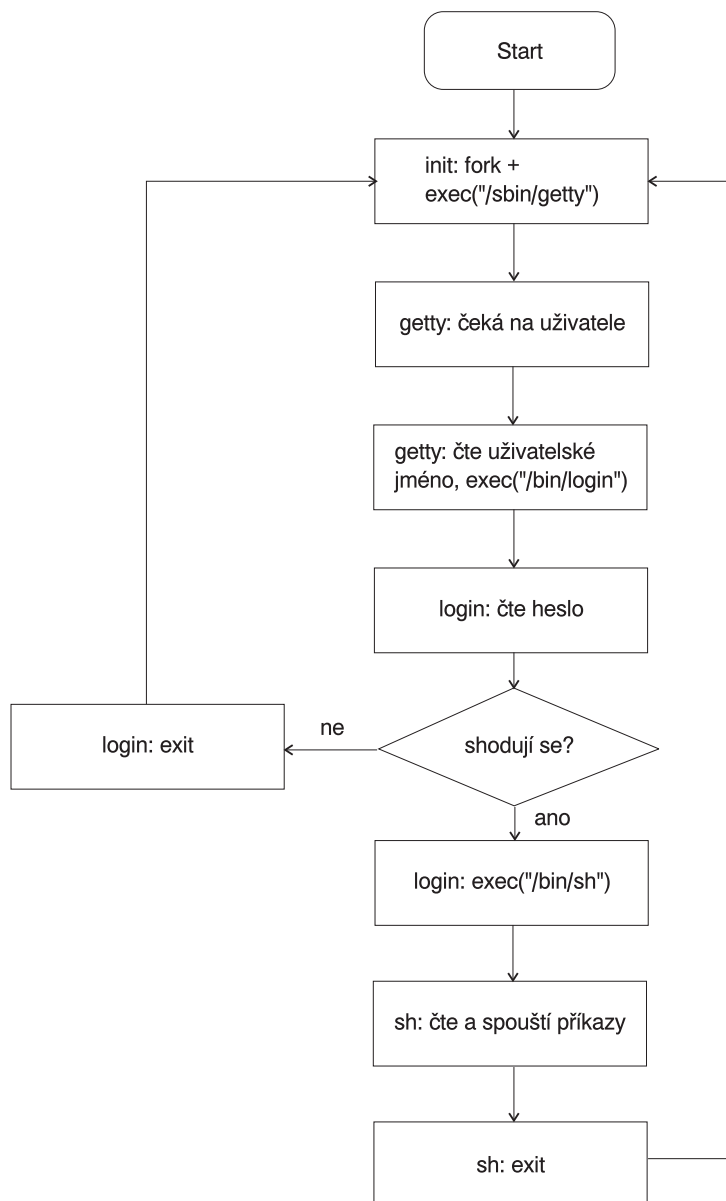 Start
init: fork +
exec("/sbin/getty")
getty: čeká na uživatele
getty: čte uživatelské
jméno, exec("/bin/login")
login: čte heslo
shodují se?
ne
login: exit
ano
login: exec("/bin/sh")
sh: čte a spouští příkazy
sh: exit